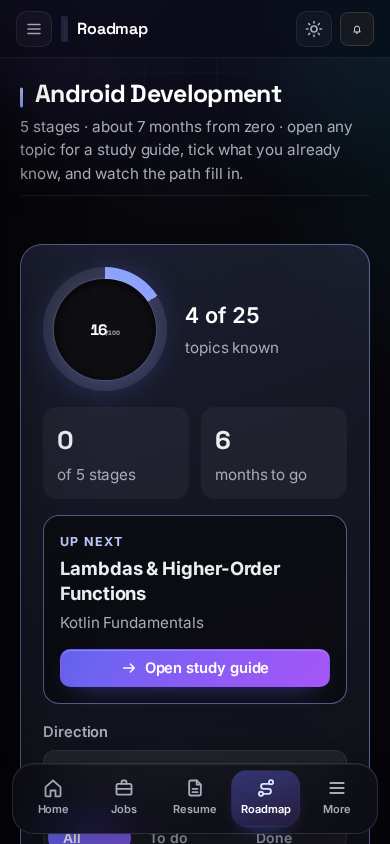 Roadmap
Android Development
5 stages · about 7 months from zero · open any
topic for a study guide, tick what you already
know, and watch the path fill in.
16/100
4 of 25
topics known
0
of 5 stages
6
months to go
UP NEXT
Lambdas & Higher-Order
Functions
Kotlin Fundamentals
→ Open study guide
Direction
Home
Jobs
Resume
Roadmap
More
All
To do
Done